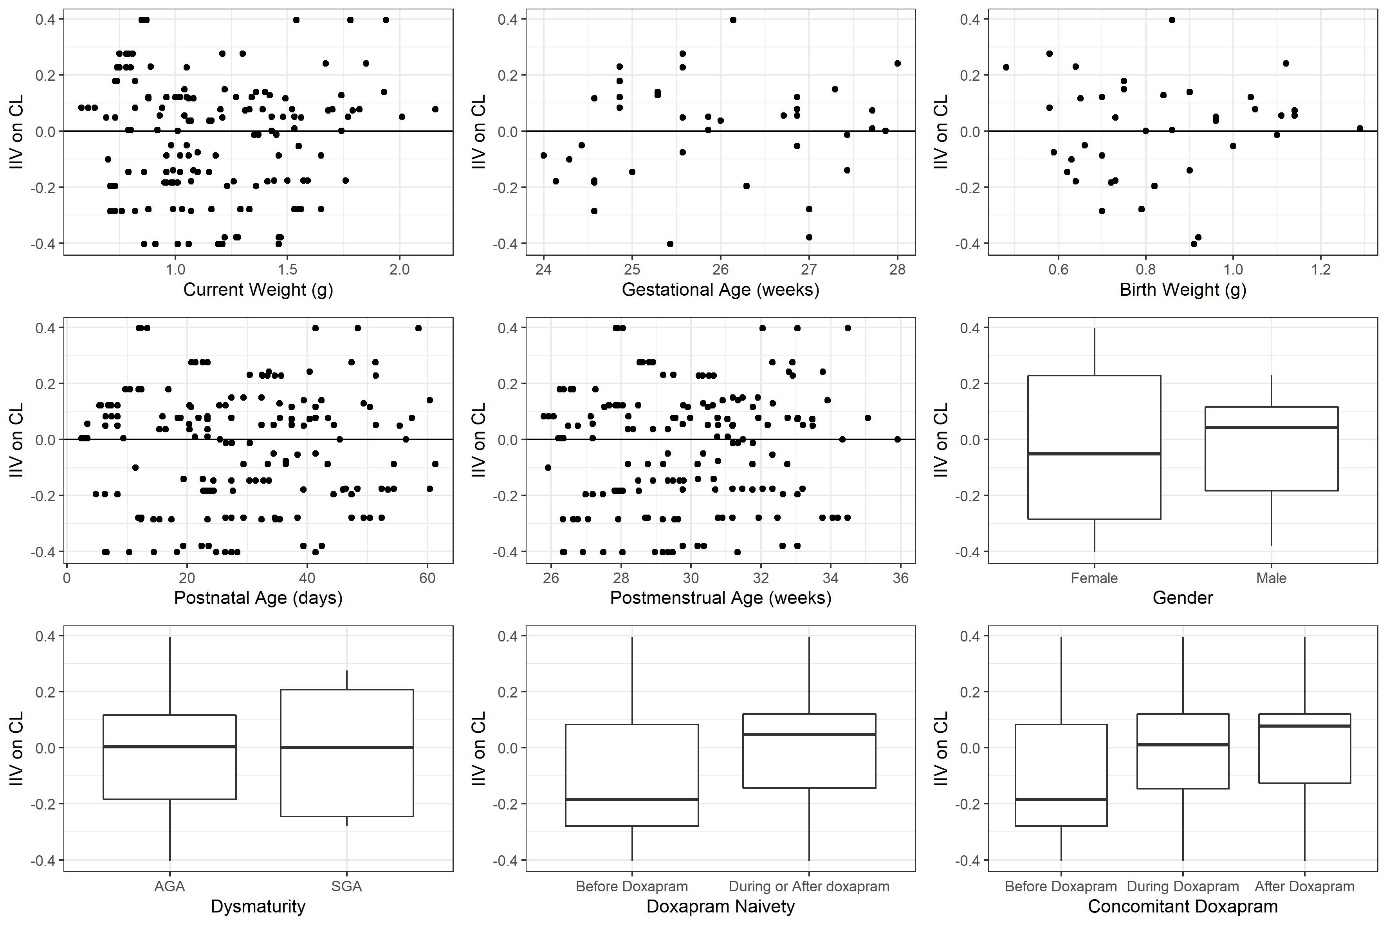 0.4
0.2
0.0
-0.2
-0.4
IIV on CL
1.0 1.5 2.0
Current Weight (g)
0.4
0.2
0.0
-0.2
-0.4
IIV on CL
24 25 26 27 28
Gestational Age (weeks)
0.4
0.2
0.0
-0.2
-0.4
IIV on CL
0.6 0.8 1.0 1.2
Birth Weight (g)
0.4
0.2
0.0
-0.2
-0.4
IIV on CL
0 20 40 60
Postnatal Age (days)
0.4
0.2
0.0
-0.2
-0.4
IIV on CL
26 28 30 32 34 36
Postmenstrual Age (weeks)
0.4
0.2
0.0
-0.2
-0.4
IIV on CL
Female Male
Gender
0.4
0.2
0.0
-0.2
-0.4
IIV on CL
AGA SGA
Dysmaturity
0.4
0.2
0.0
-0.2
-0.4
IIV on CL
Before Doxapram During or After doxapram
Doxapram Naivety
0.4
0.2
0.0
-0.2
-0.4
IIV on CL
Before Doxapram During Doxapram After Doxapram
Concomitant Doxapram